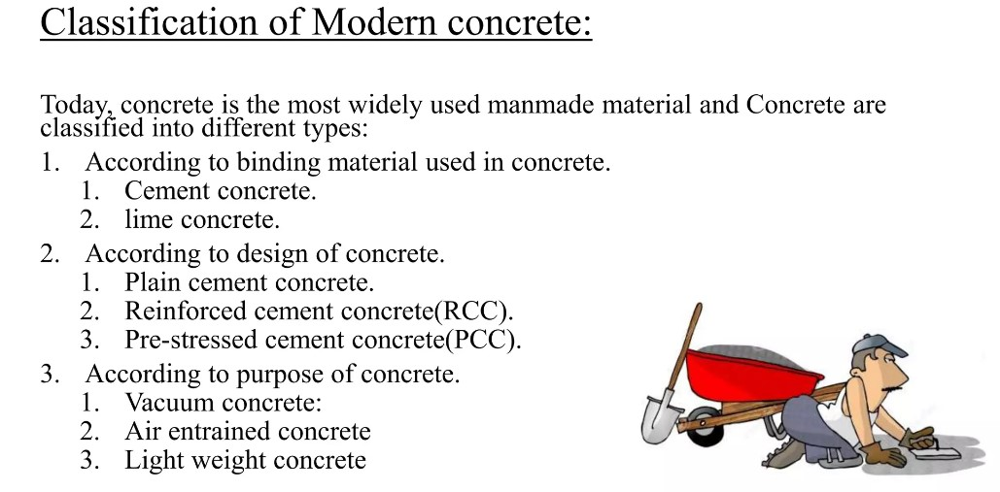 Classification of Modern concrete:
Today, concrete is the most widely used manmade material and Concrete are
classified into different types:
1. According to binding material used in concrete.
1. Cement concrete.
2. lime concrete.
2. According to design of concrete.
1. Plain cement concrete.
2. Reinforced cement concrete(RCC).
3. Pre-stressed cement concrete(PCC).
3. According to purpose of concrete.
1. Vacuum concrete:
2. Air entrained concrete
3. Light weight concrete